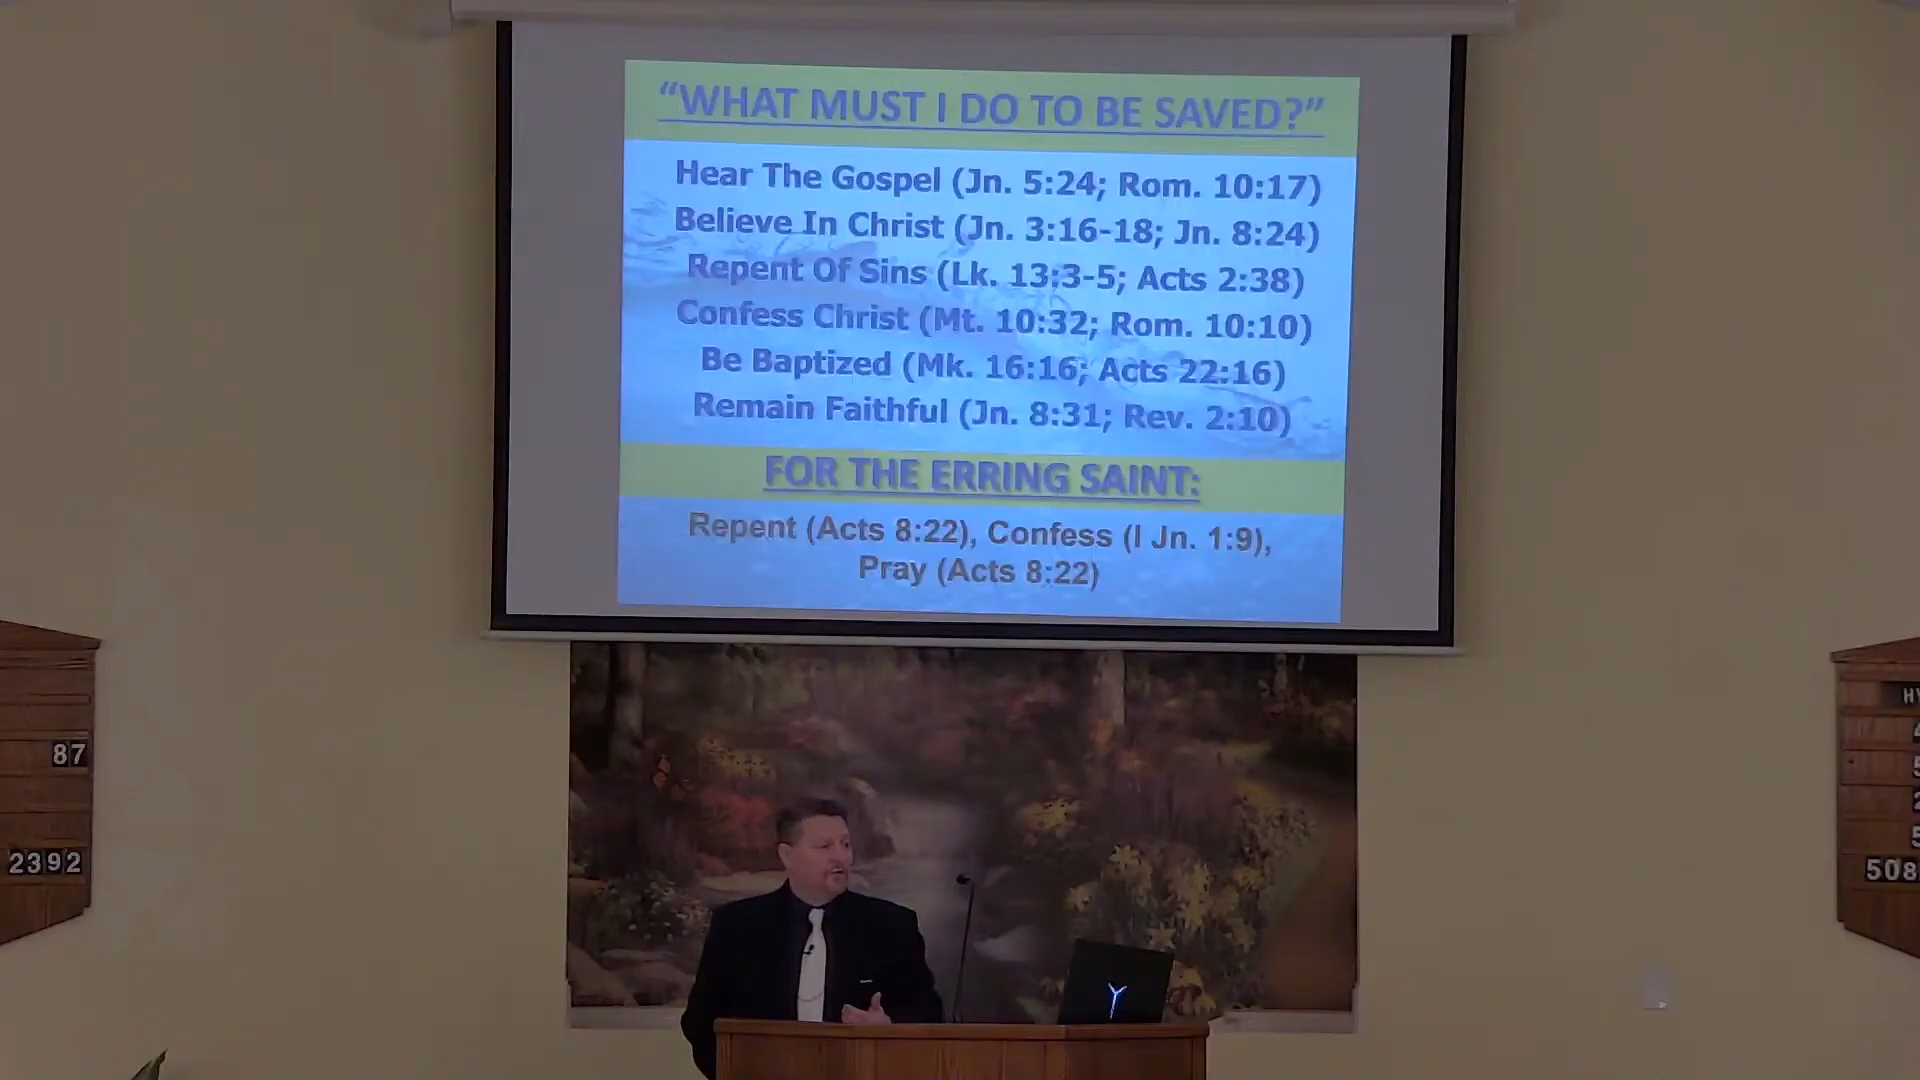 “WHAT MUST I DO TO BE SAVED?”
Hear The Gospel (Jn. 5:24; Rom. 10:17)
Believe In Christ (Jn. 3:16-18; Jn. 8:24)
Repent Of Sins (Lk. 13:3-5; Acts 2:38)
Confess Christ (Mt. 10:32; Rom. 10:10)
Be Baptized (Mk. 16:16; Acts 22:16)
Remain Faithful (Jn. 8:31; Rev. 2:10)
FOR THE ERRING SAINT:
Repent (Acts 8:22), Confess (I Jn. 1:9),
Pray (Acts 8:22)
87
2392
508